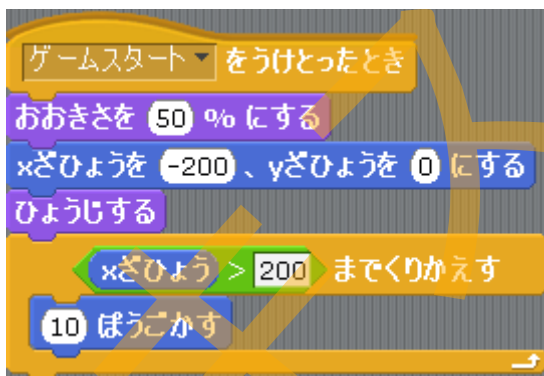 ゲームスタート をうけとったとき
おおきさを 50 % にする
xざひょうを -200 、yざひょうを 0 にする
ひょうじする
xざひょう > 200 までくりかえす
10 ほうごかす